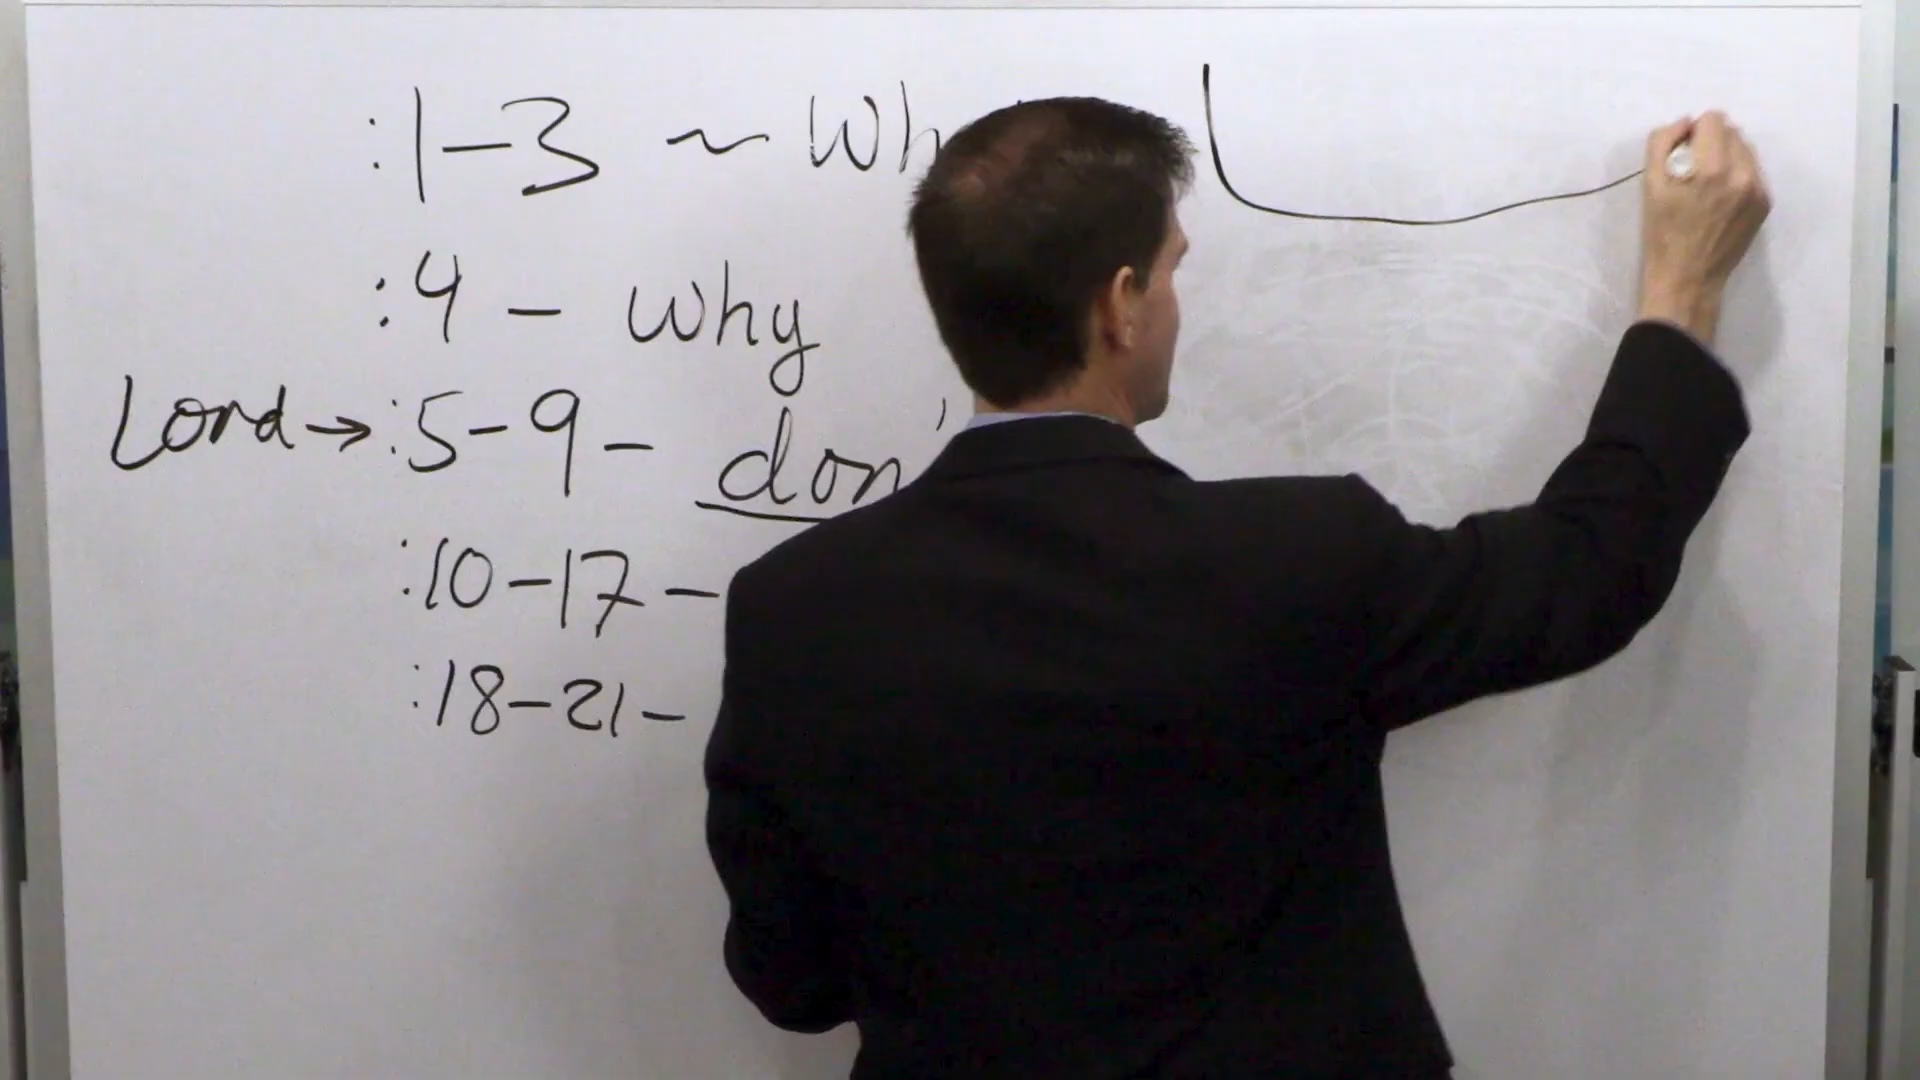 :1-3 ~ Wh
:4 - Why
Lord → :5-9 - don'
:10-17 -
:18-21 -